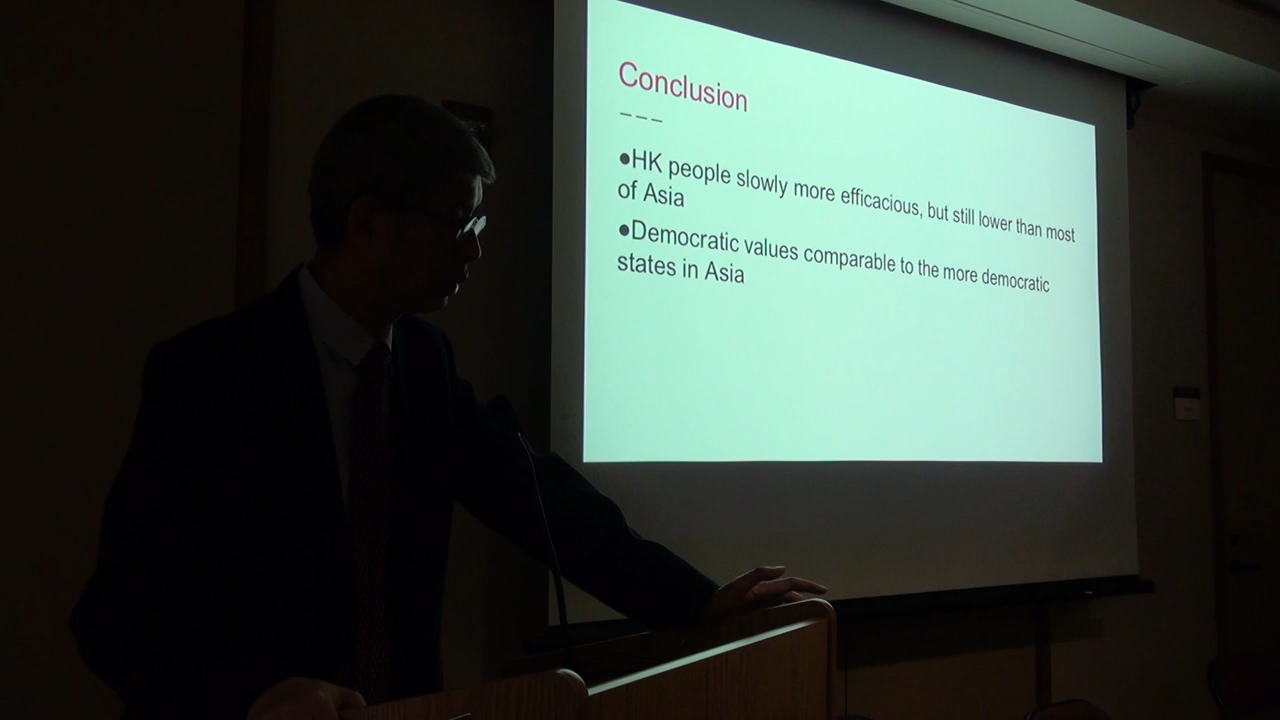 Conclusion
●HK people slowly more efficacious, but still lower than most
of Asia
●Democratic values comparable to the more democratic
states in Asia